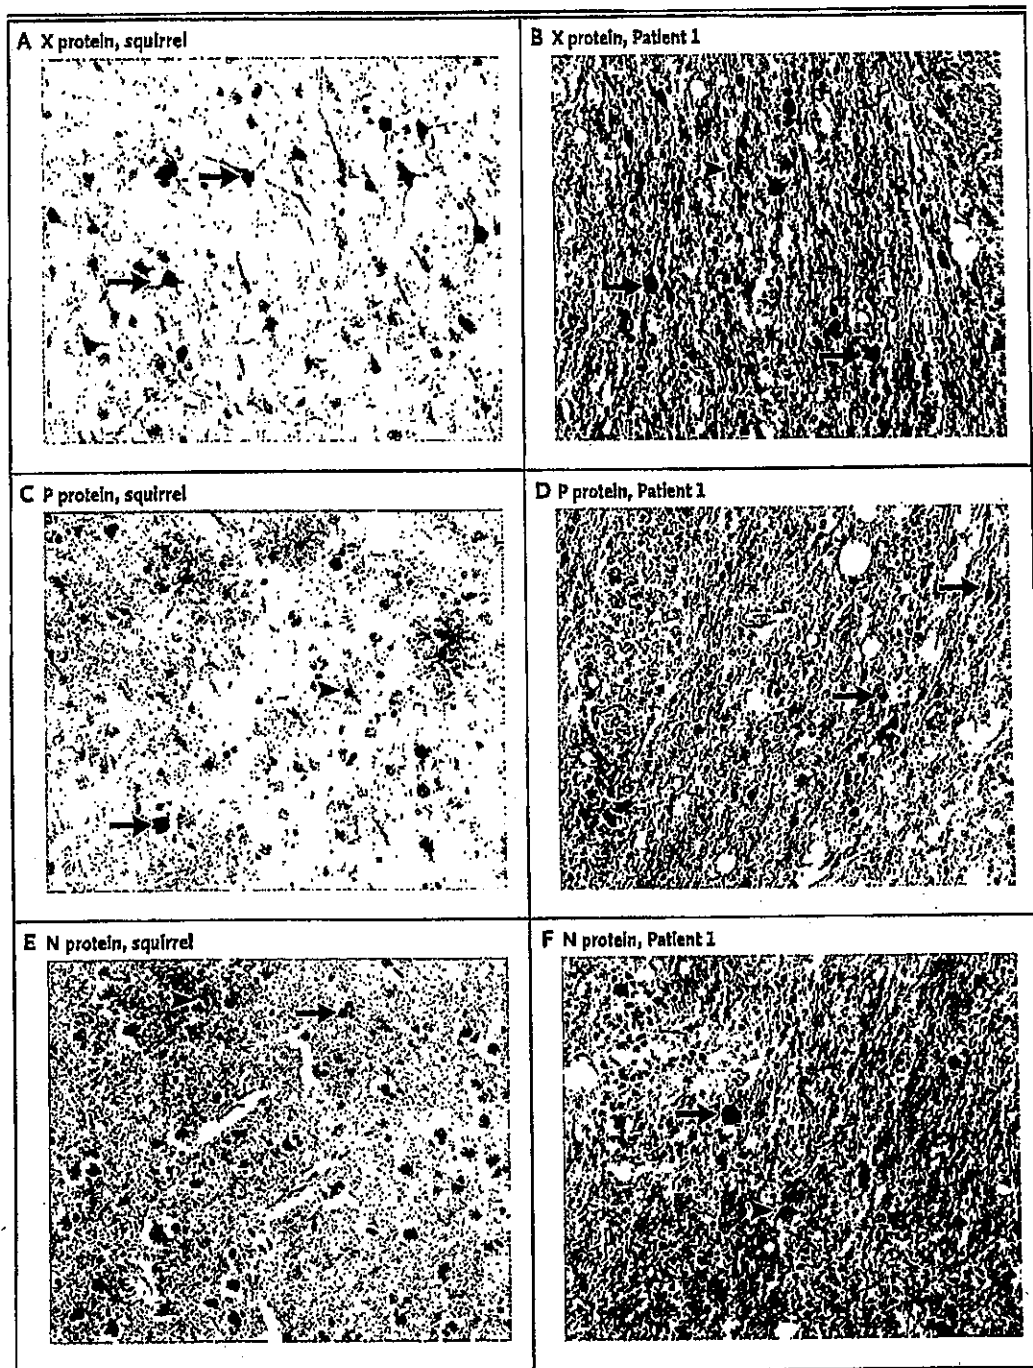 A X protein, squirrel
B X protein, Patient 1
C P protein, squirrel
D P protein, Patient 1
E N protein, squirrel
F N protein, Patient 1